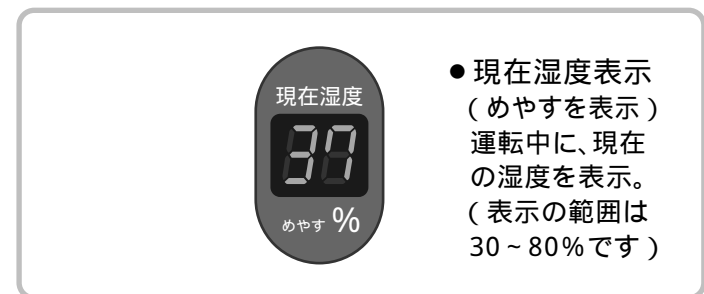 現在湿度
37
めやす %
●現在湿度表示
（めやすを表示）
運転中に、現在
の湿度を表示。
（表示の範囲は
30~80%です）